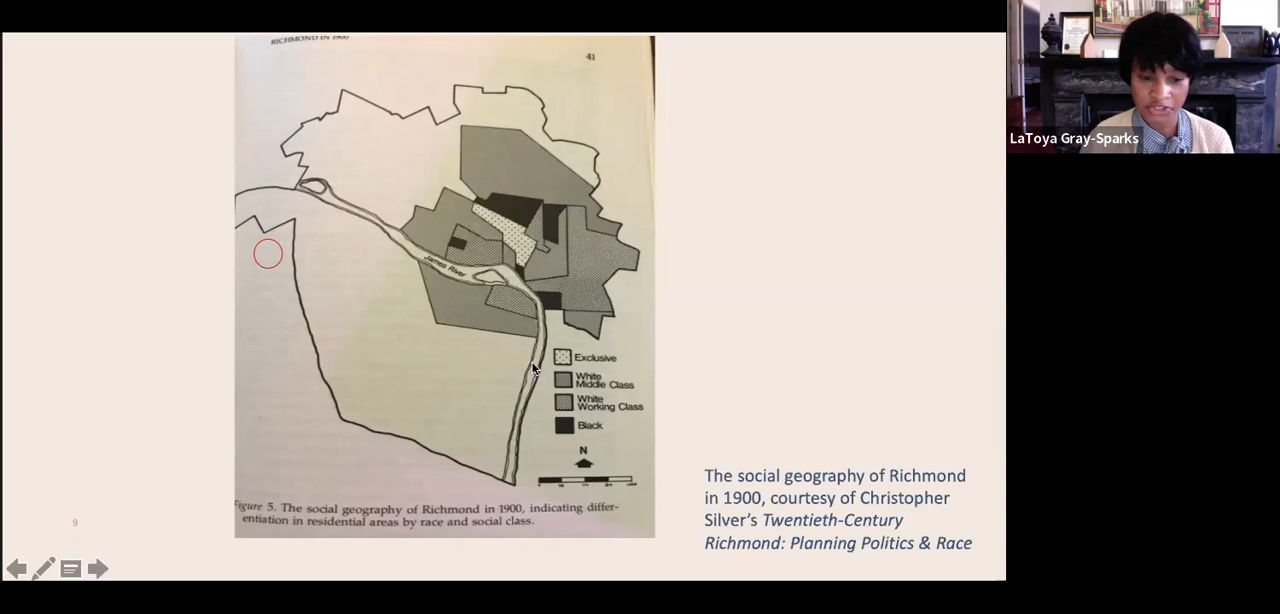 RICHMOND IN 1900
41
James River
Exclusive
White
Middle Class
White
Working Class
Black
N
Figure 5. The social geography of Richmond in 1900, indicating differ-
entiation in residential areas by race and social class.
The social geography of Richmond
in 1900, courtesy of Christopher
Silver’s Twentieth-Century
Richmond: Planning Politics & Race
9
LaToya Gray-Sparks